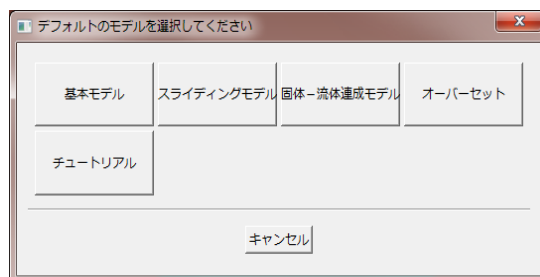 デフォルトのモデルを選択してください
基本モデル
スライディングモデル
固体-流体連成モデル
オーバーセット
チュートリアル
キャンセル